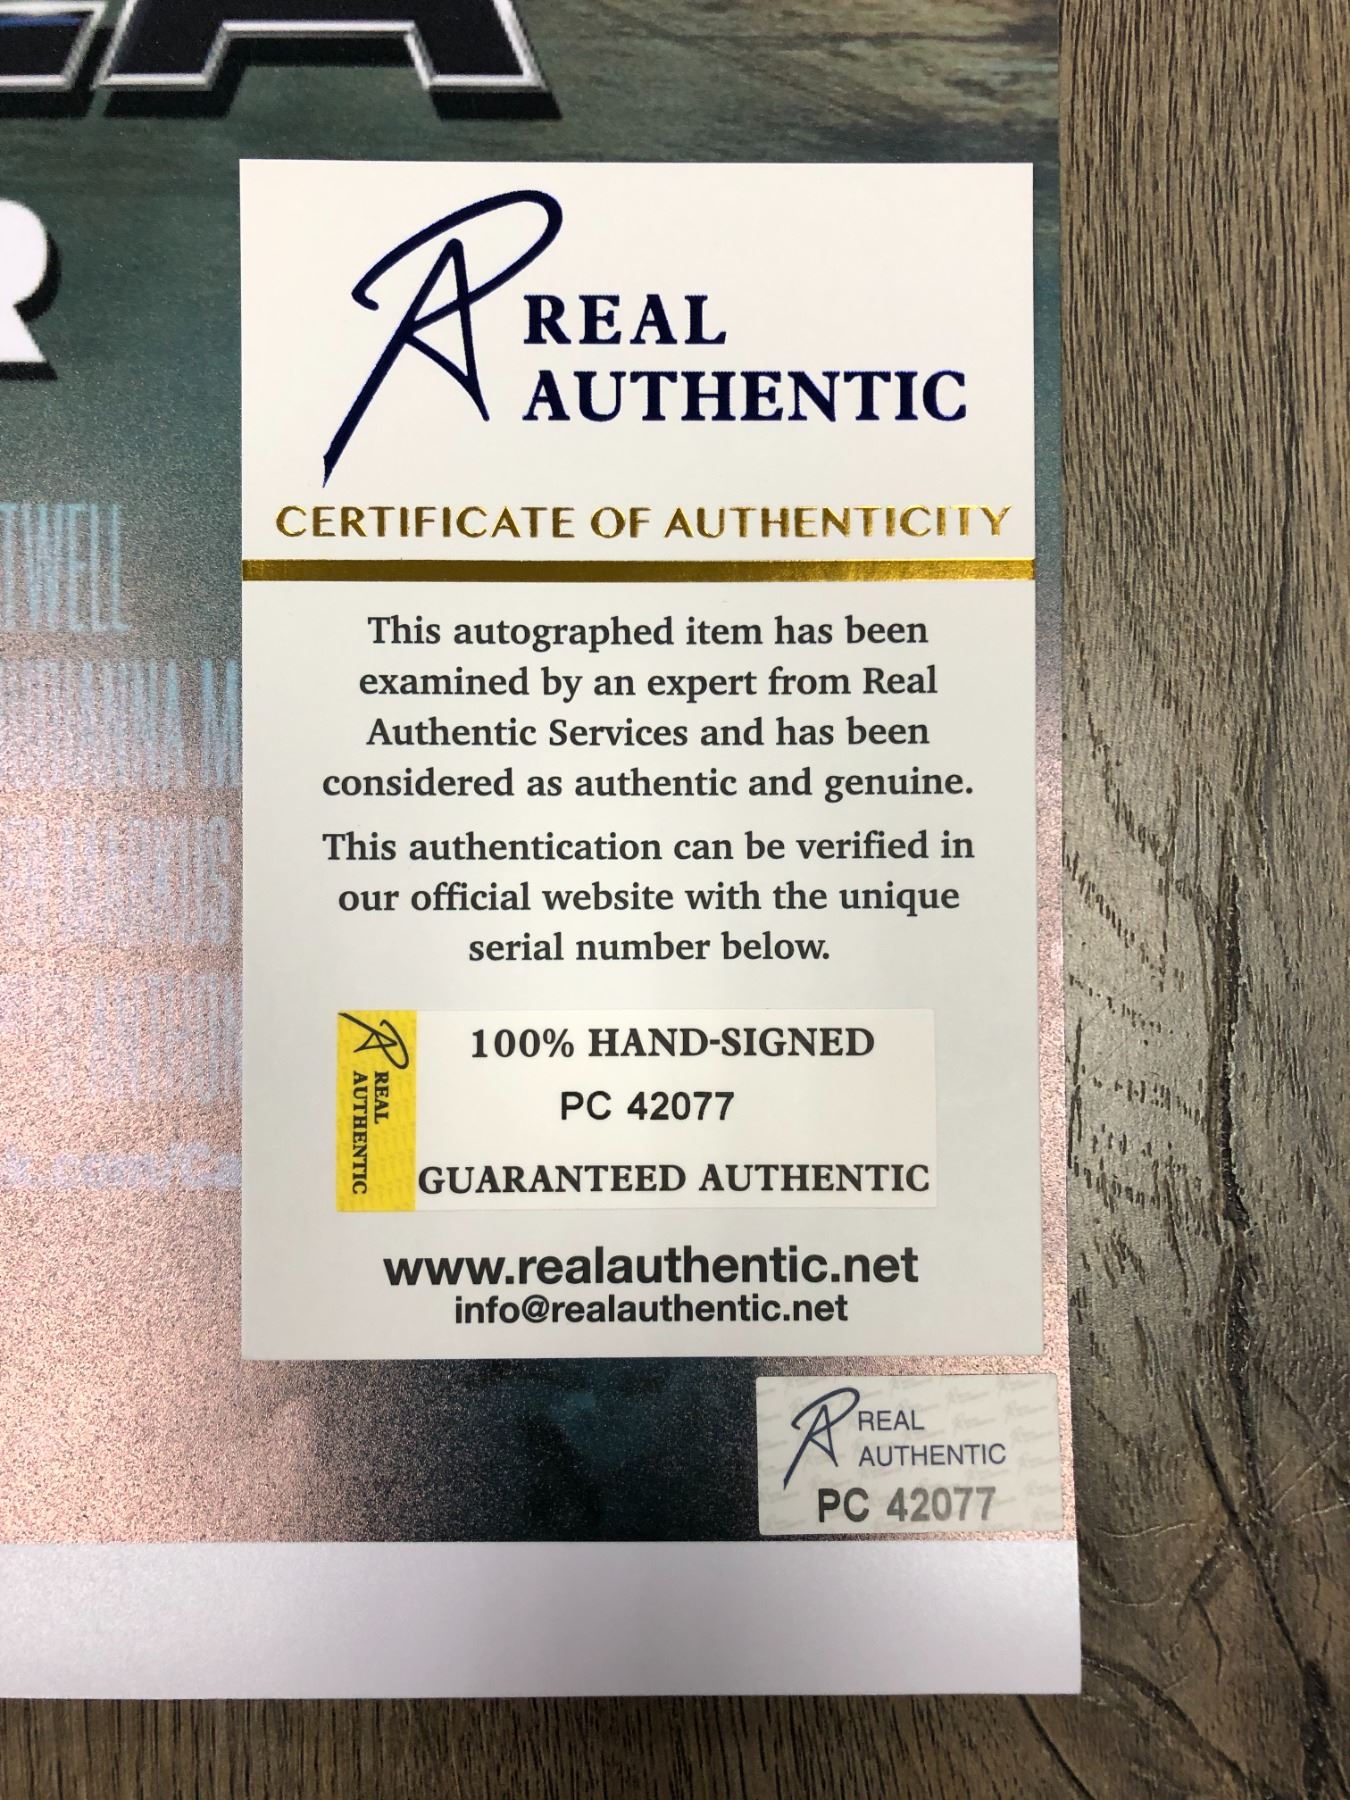 R
TWELL
REAL
AUTHENTIC
CERTIFICATE OF AUTHENTICITY
This autographed item has been
examined by an expert from Real
Authentic Services and has been
considered as authentic and genuine.
This authentication can be verified in
our official website with the unique
serial number below.
REAL
AUTHENTIC
100% HAND-SIGNED
PC 42077
GUARANTEED AUTHENTIC
www.realauthentic.net
info@realauthentic.net
REAL
AUTHENTIC
PC 42077